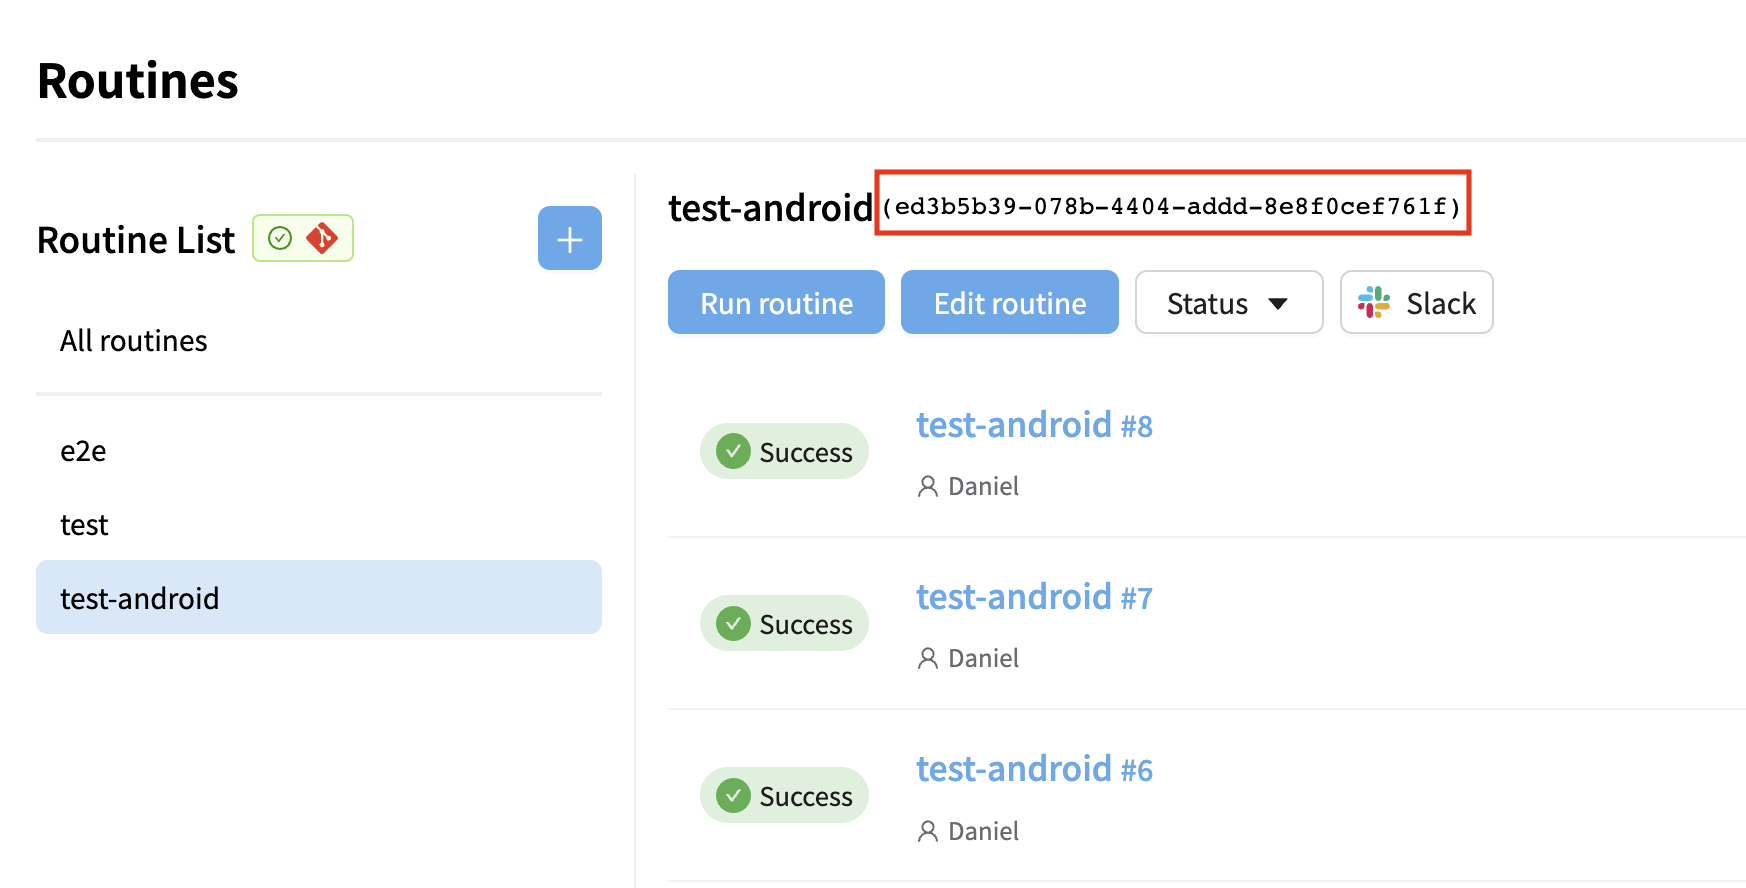 Routines
Routine List
All routines
e2e
test
test-android
test-android (ed3b5b39-078b-4404-addd-8e8f0cef761f)
Run routine
Edit routine
Status
Slack
Success
test-android #8
Daniel
Success
test-android #7
Daniel
Success
test-android #6
Daniel